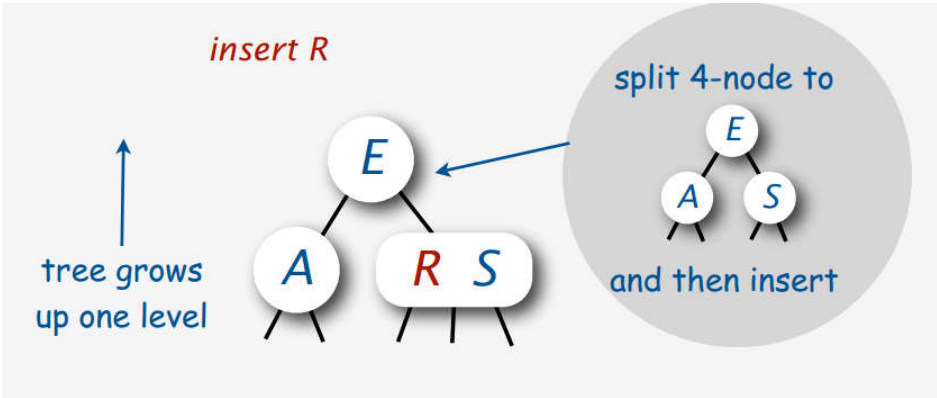 insert R
split 4-node to
E
A S
and then insert
E
A R S
tree grows
up one level